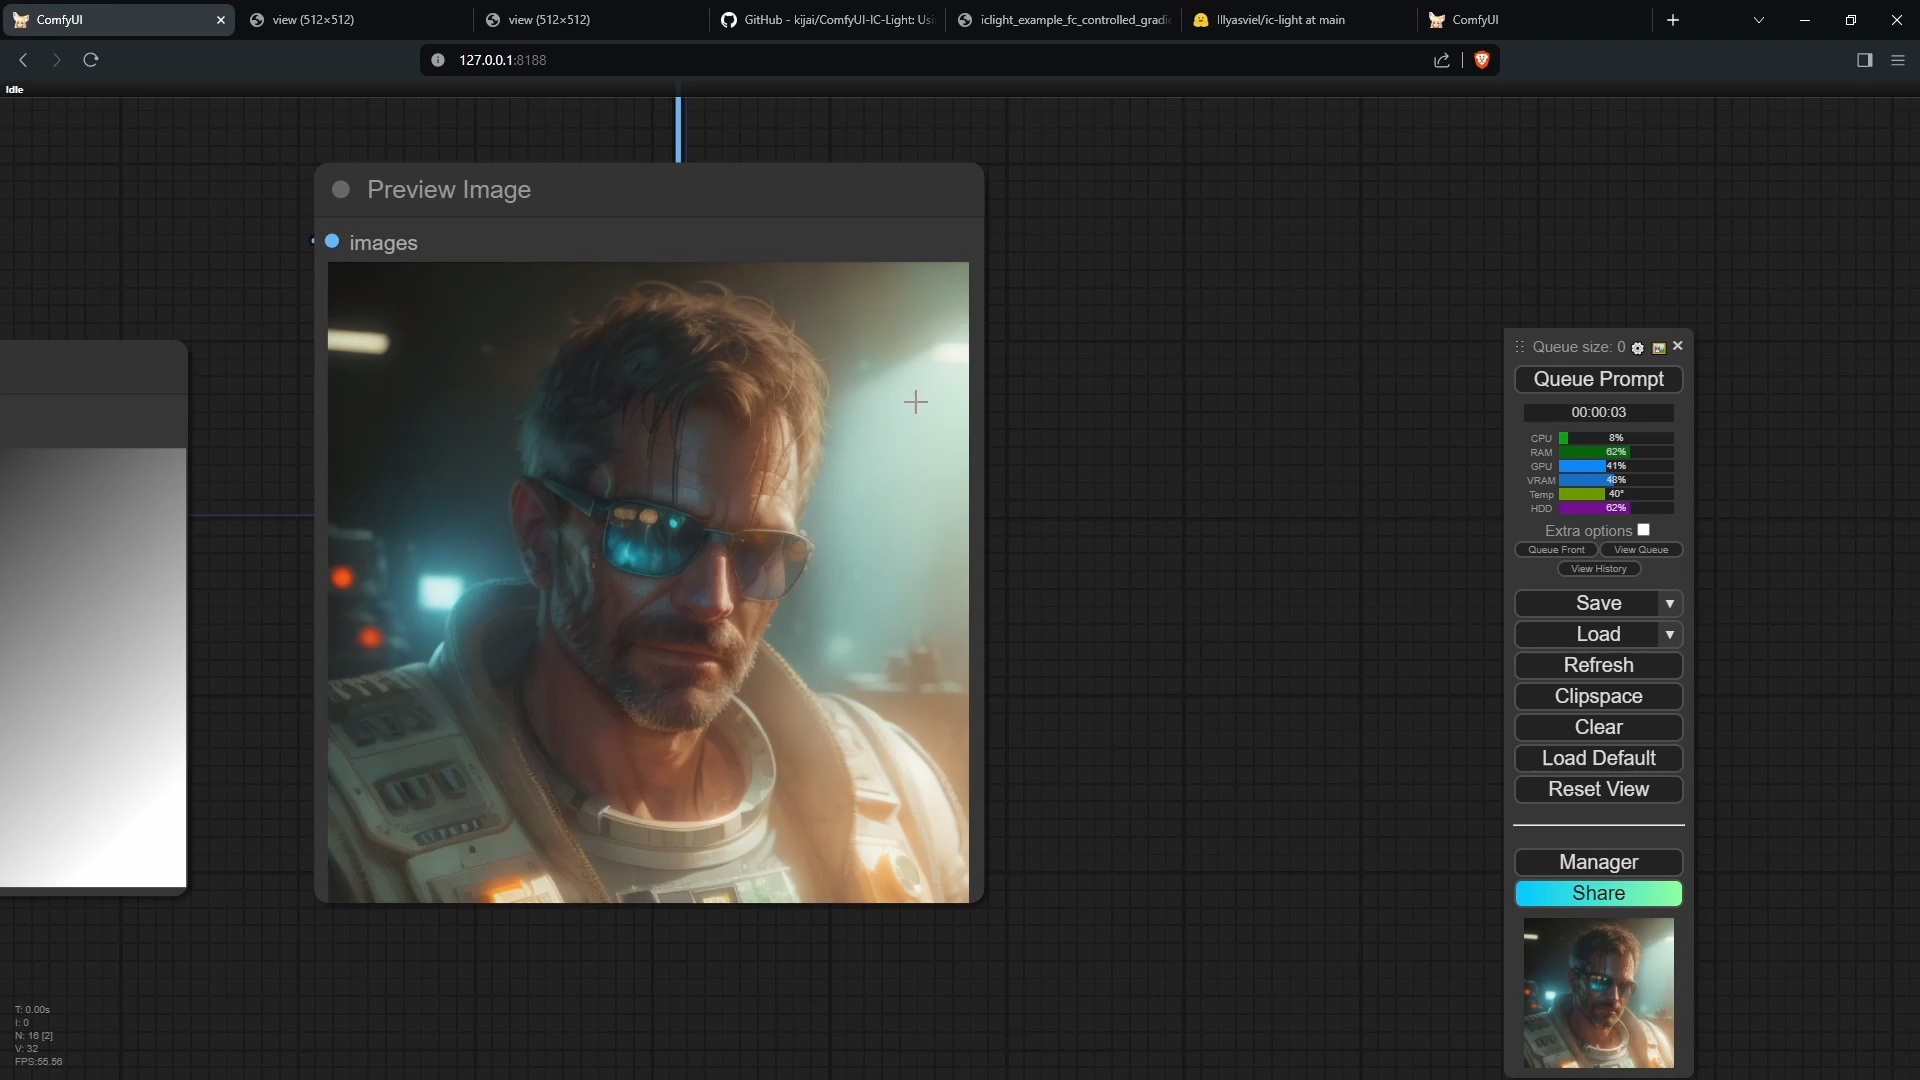 ComfyUI
view (512×512)
view (512×512)
GitHub - kijai/ComfyUI-IC-Light: Usi
iclight_example_fc_controlled_gradi
lllyasviel/ic-light at main
ComfyUI
127.0.0.1:8188
Idle
Preview Image
images
Queue size: 0
Queue Prompt
00:00:03
CPU 8%
RAM 62%
GPU 41%
VRAM 48%
Temp 40°
HDD 62%
Extra options
Queue Front View Queue
View History
Save
Load
Refresh
Clipspace
Clear
Load Default
Reset View
Manager
Share
T: 0.00s
I: 0
N: 16 [2]
V: 32
FPS:55.56